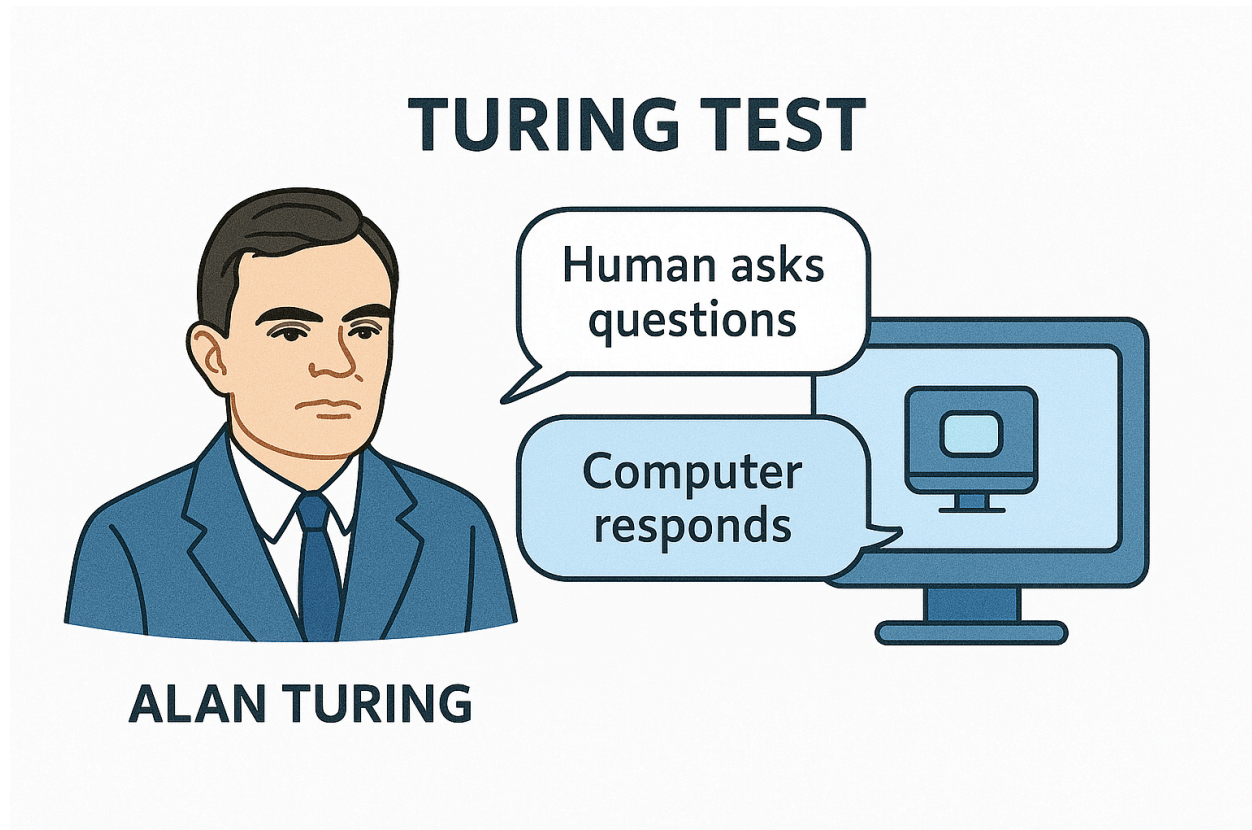 TURING TEST
Human asks
questions
Computer
responds
ALAN TURING